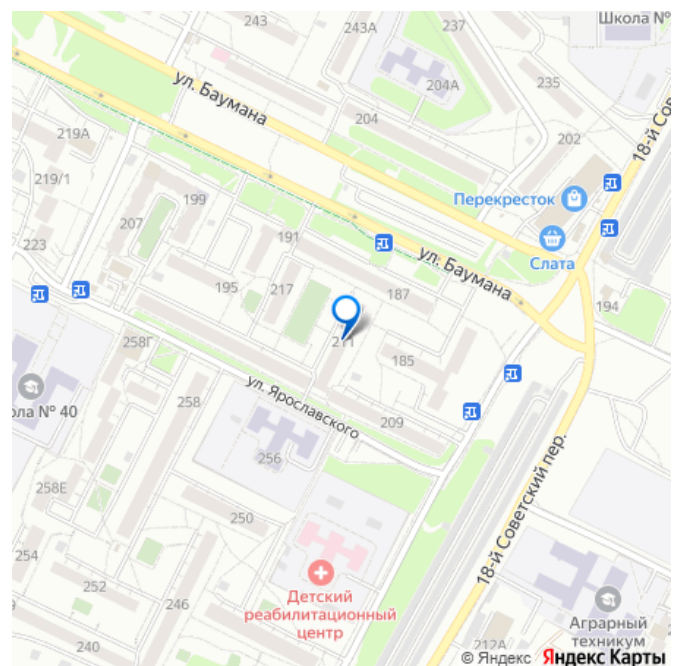 243
243А
237
Школа №
204А
235
ул. Баумана
204
202
18-й Сов
219А
219/1
207
199
Перекресток
191
Слата
223
ул. Баумана
195
217
187
194
211
258Г
185
ола № 40
258
ул. Ярославского
209
256
18-й Советский пер.
258Е
250
254
252
246
Детский
реабилитационный
центр
Аграрный
техникум
240
212А
© Яндекс Яндекс Карты